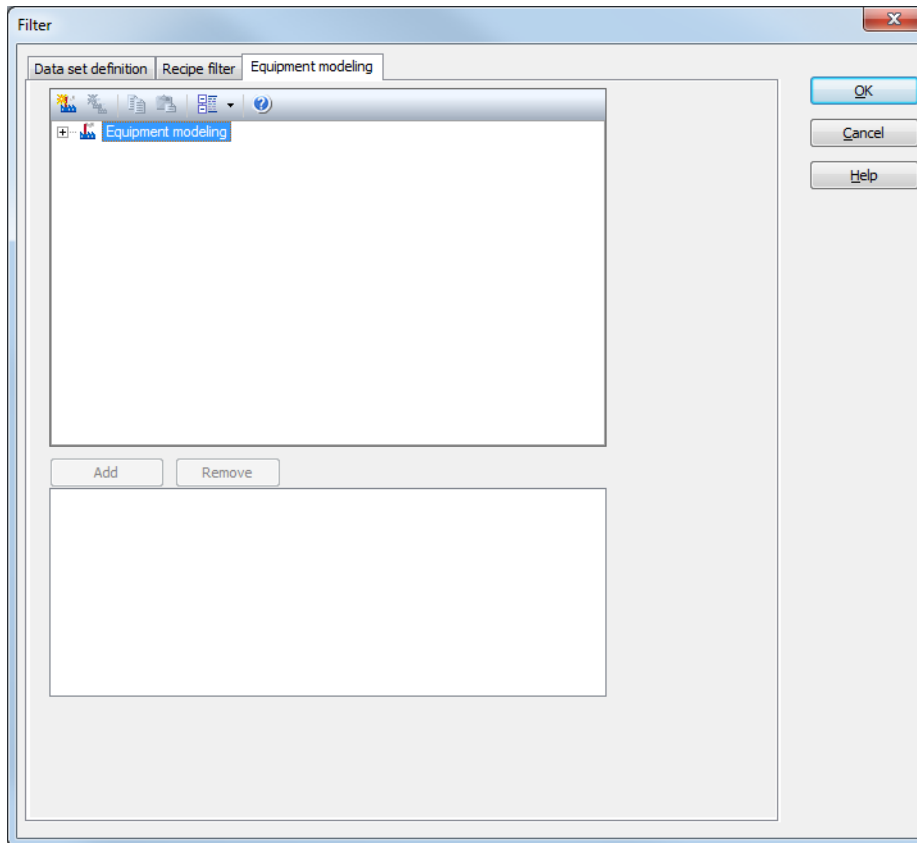 Filter
Data set definition Recipe filter Equipment modeling
OK
Equipment modeling
Cancel
Help
Add Remove